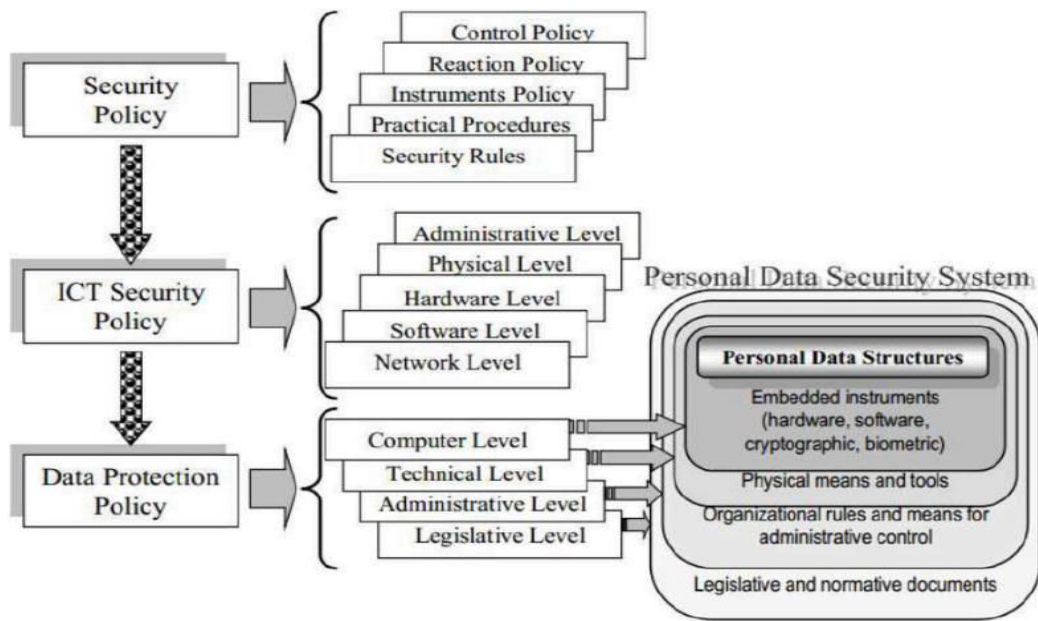 Security
Policy
Control Policy
Reaction Policy
Instruments Policy
Practical Procedures
Security Rules
ICT Security
Policy
Administrative Level
Physical Level
Hardware Level
Software Level
Network Level
Data Protection
Policy
Computer Level
Technical Level
Administrative Level
Legislative Level
Personal Data Security System
Personal Data Structures
Embedded instruments
(hardware, software,
cryptographic, biometric)
Physical means and tools
Organizational rules and means for
administrative control
Legislative and normative documents